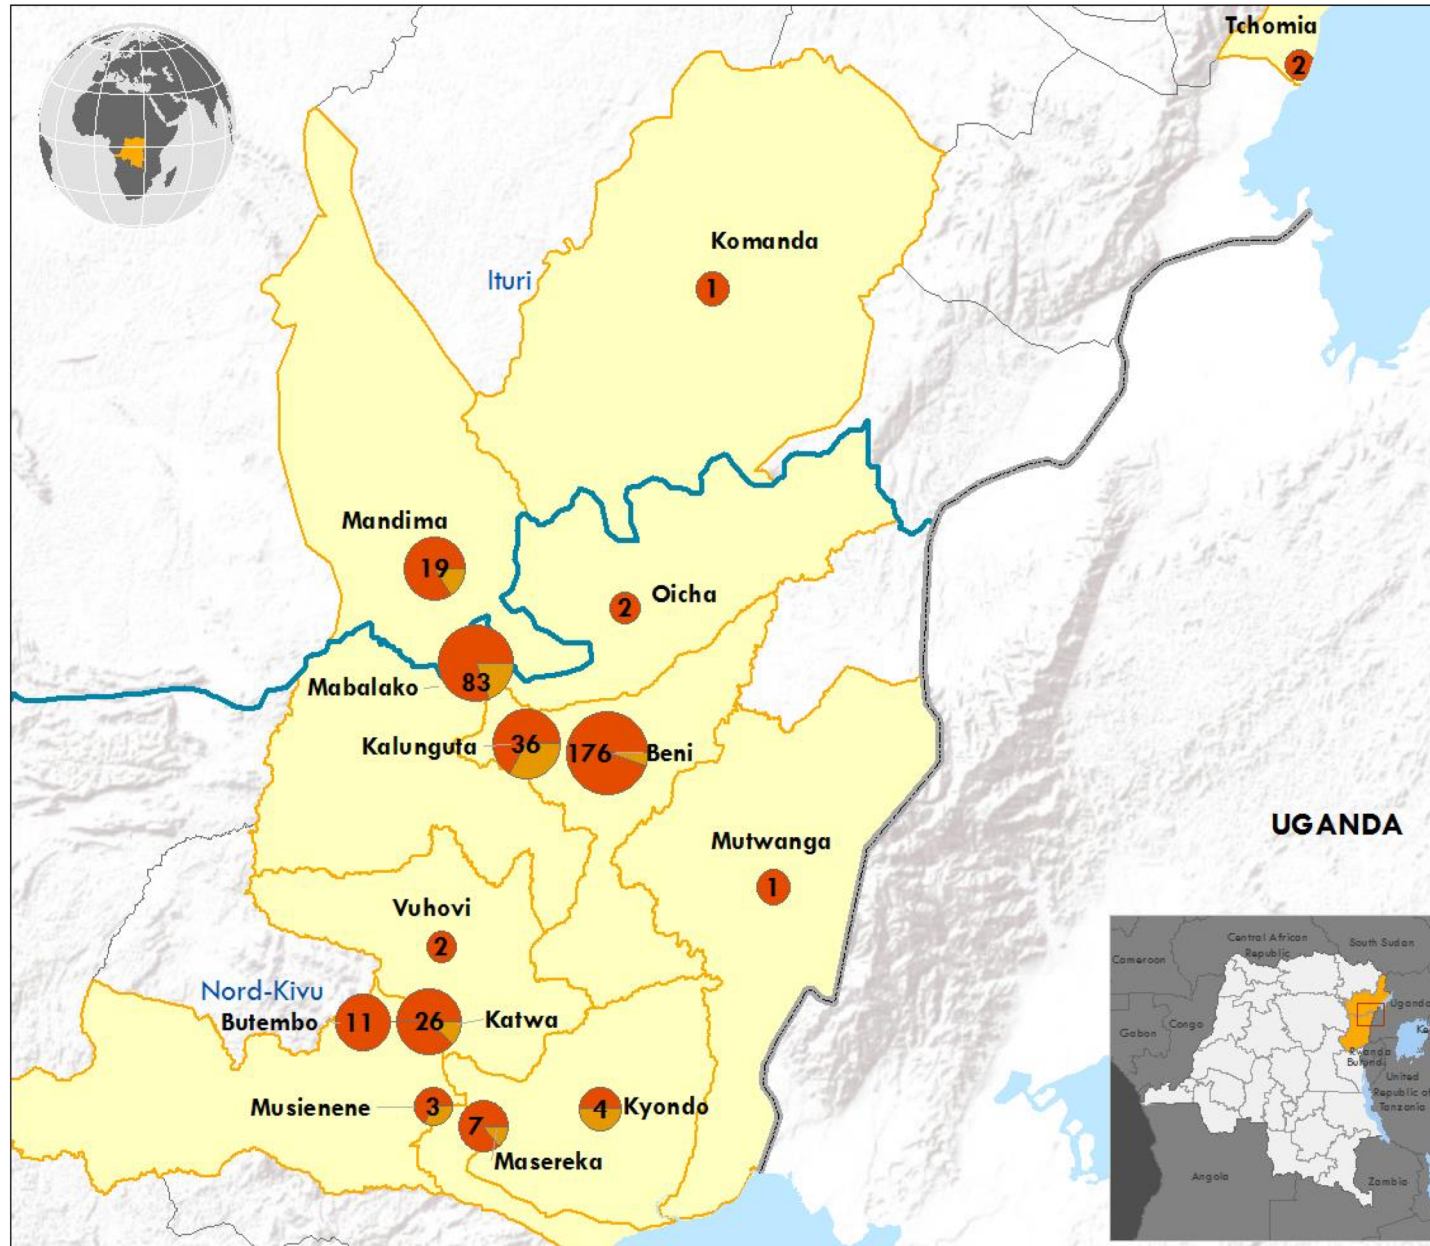 Tchomia
2
Komanda
1
Ituri
Mandima
19
Oicha
2
Mabalako
83
Kalunguta
36
176
Beni
UGANDA
Mutwanga
1
Vuhovi
2
Nord-Kivu
Butembo
11
26
Katwa
Musienene
3
7
Masereka
4
Kyondo
Central African
Republic
South Sudan
Cameroon
Uganda
Gabon
Congo
Ke
Rwanda
Burundi
United
Republic of
Tanzania
Angola
Zambia